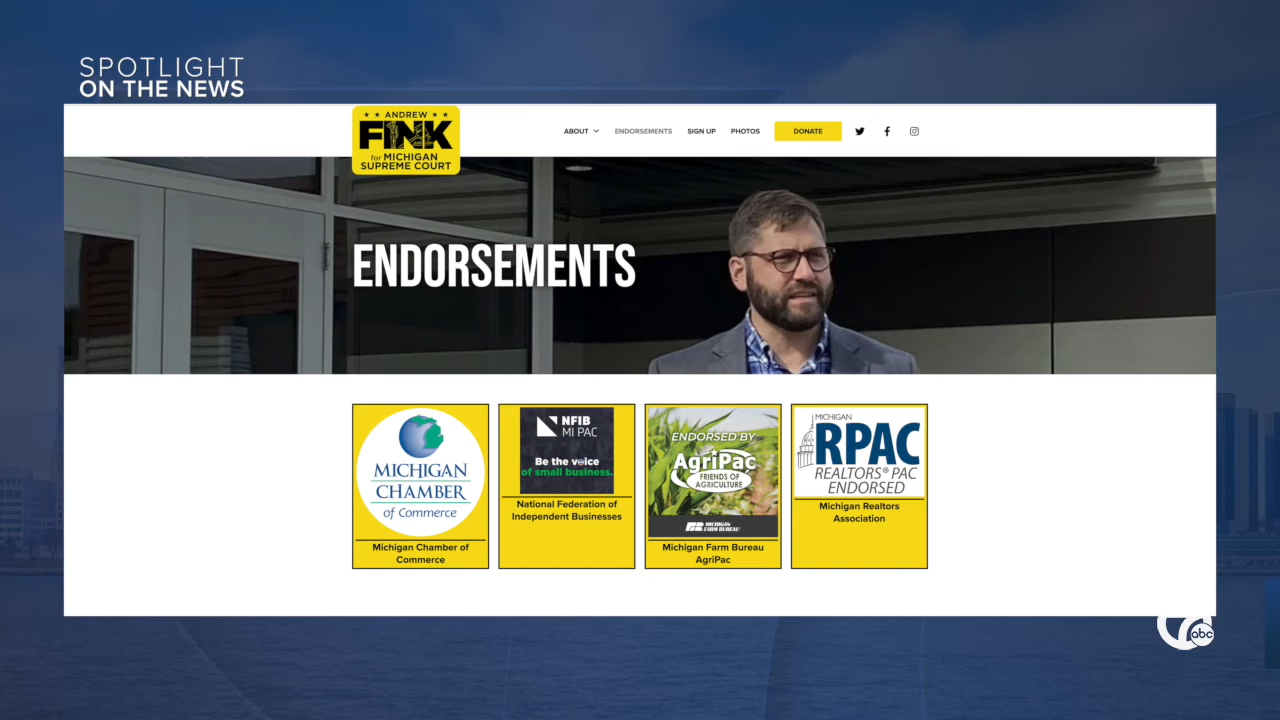 SPOTLIGHT
ON THE NEWS
ANDREW
FINK
for MICHIGAN
SUPREME COURT
ABOUT
ENDORSEMENTS
SIGN UP
PHOTOS
DONATE
ENDORSEMENTS
MICHIGAN
CHAMBER
of Commerce
Michigan Chamber of
Commerce
NFIB
MI PAC
Be the voice
of small business.
National Federation of
Independent Businesses
ENDORSED BY
AgriPac
FRIENDS OF
AGRICULTURE
MICHIGAN
FARM BUREAU
Michigan Farm Bureau
AgriPac
MICHIGAN
RPAC
REALTORS® PAC
ENDORSED
Michigan Realtors
Association
7
abc